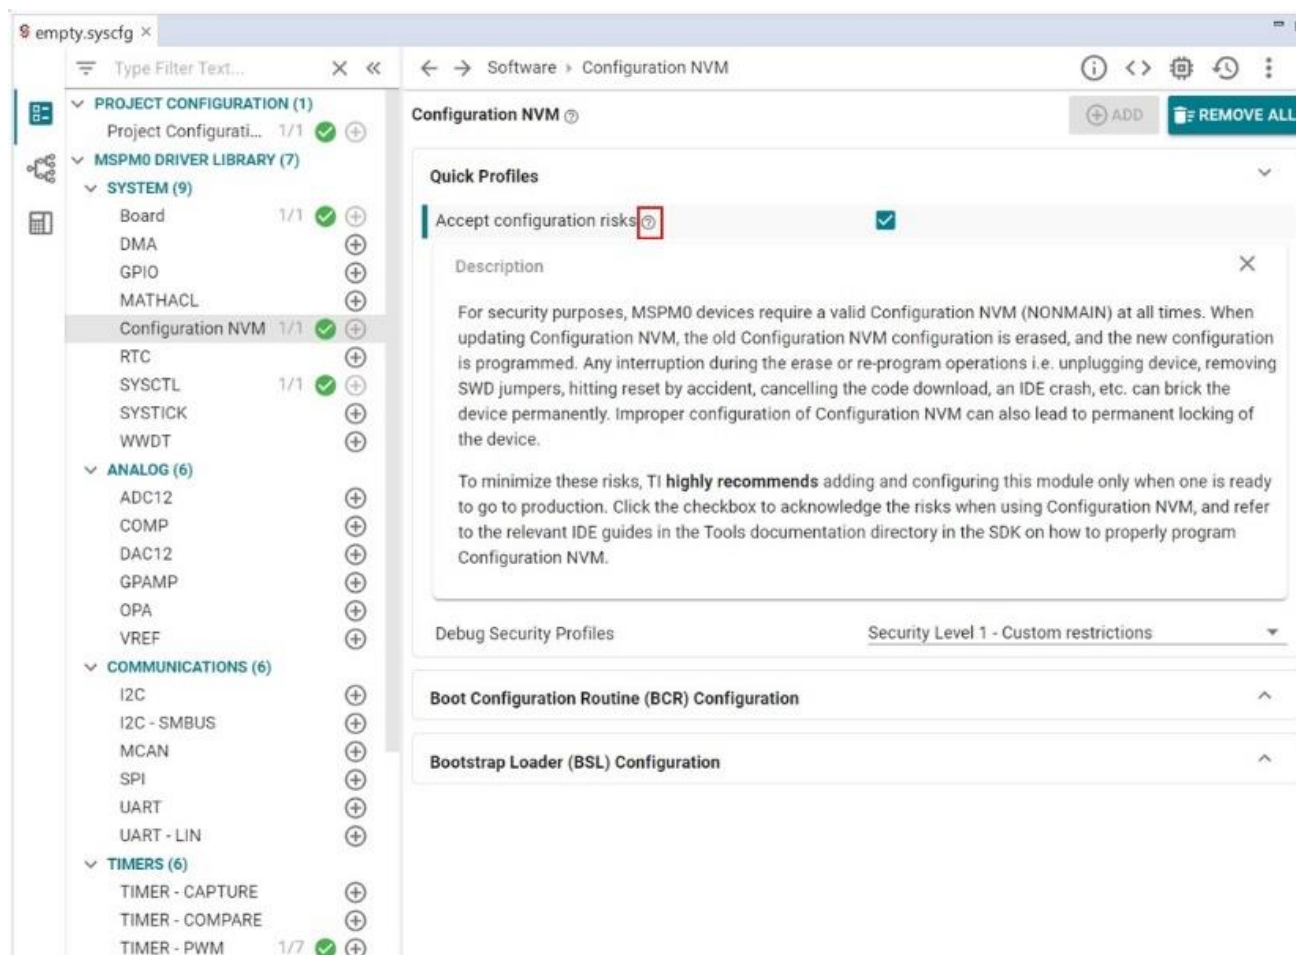 empty.syscfg ×
Type Filter Text...
PROJECT CONFIGURATION (1)
Project Configurati... 1/1
MSPM0 DRIVER LIBRARY (7)
SYSTEM (9)
Board 1/1
DMA
GPIO
MATHACL
Configuration NVM 1/1
RTC
SYSCTL 1/1
SYSTICK
WWDT
ANALOG (6)
ADC12
COMP
DAC12
GPAMP
OPA
VREF
COMMUNICATIONS (6)
I2C
I2C - SMBUS
MCAN
SPI
UART
UART - LIN
TIMERS (6)
TIMER - CAPTURE
TIMER - COMPARE
TIMER - PWM 1/7
Software Configuration NVM
Configuration NVM
ADD
REMOVE ALL
Quick Profiles
Accept configuration risks
Description
For security purposes, MSPM0 devices require a valid Configuration NVM (NONMAIN) at all times. When
updating Configuration NVM, the old Configuration NVM configuration is erased, and the new configuration
is programmed. Any interruption during the erase or re-program operations i.e. unplugging device, removing
SWD jumpers, hitting reset by accident, cancelling the code download, an IDE crash, etc. can brick the
device permanently. Improper configuration of Configuration NVM can also lead to permanent locking of
the device.
To minimize these risks, TI highly recommends adding and configuring this module only when one is ready
to go to production. Click the checkbox to acknowledge the risks when using Configuration NVM, and refer
to the relevant IDE guides in the Tools documentation directory in the SDK on how to properly program
Configuration NVM.
Debug Security Profiles Security Level 1 - Custom restrictions
Boot Configuration Routine (BCR) Configuration
Bootstrap Loader (BSL) Configuration